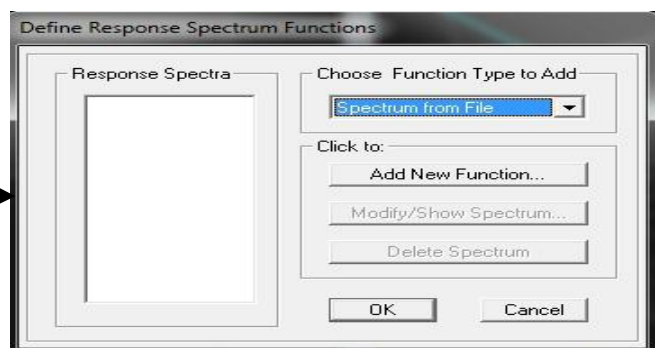 Define Response Spectrum Functions
Response Spectra
Choose Function Type to Add
Spectrum from File
Click to:
Add New Function...
Modify/Show Spectrum...
Delete Spectrum
OK
Cancel